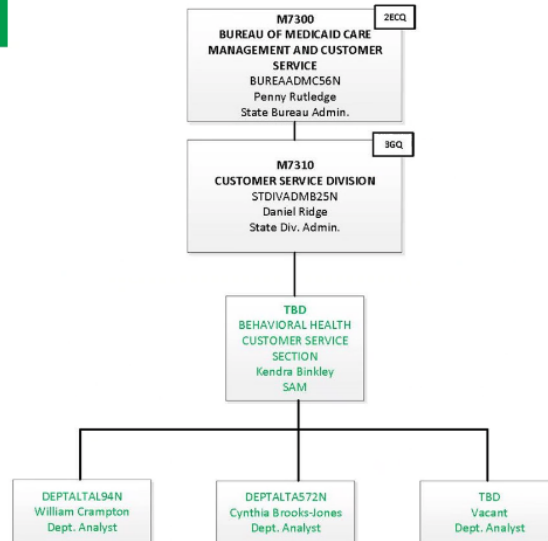 2ECQ
M7300
BUREAU OF MEDICAID CARE
MANAGEMENT AND CUSTOMER
SERVICE
BUREAADMC56N
Penny Rutledge
State Bureau Admin.
3GQ
M7310
CUSTOMER SERVICE DIVISION
STDIVADMB25N
Daniel Ridge
State Div. Admin.
TBD
BEHAVIORAL HEALTH
CUSTOMER SERVICE
SECTION
Kendra Binkley
SAM
DEPTALTAL94N
William Crampton
Dept. Analyst
DEPTALTA572N
Cynthia Brooks-Jones
Dept. Analyst
TBD
Vacant
Dept. Analyst